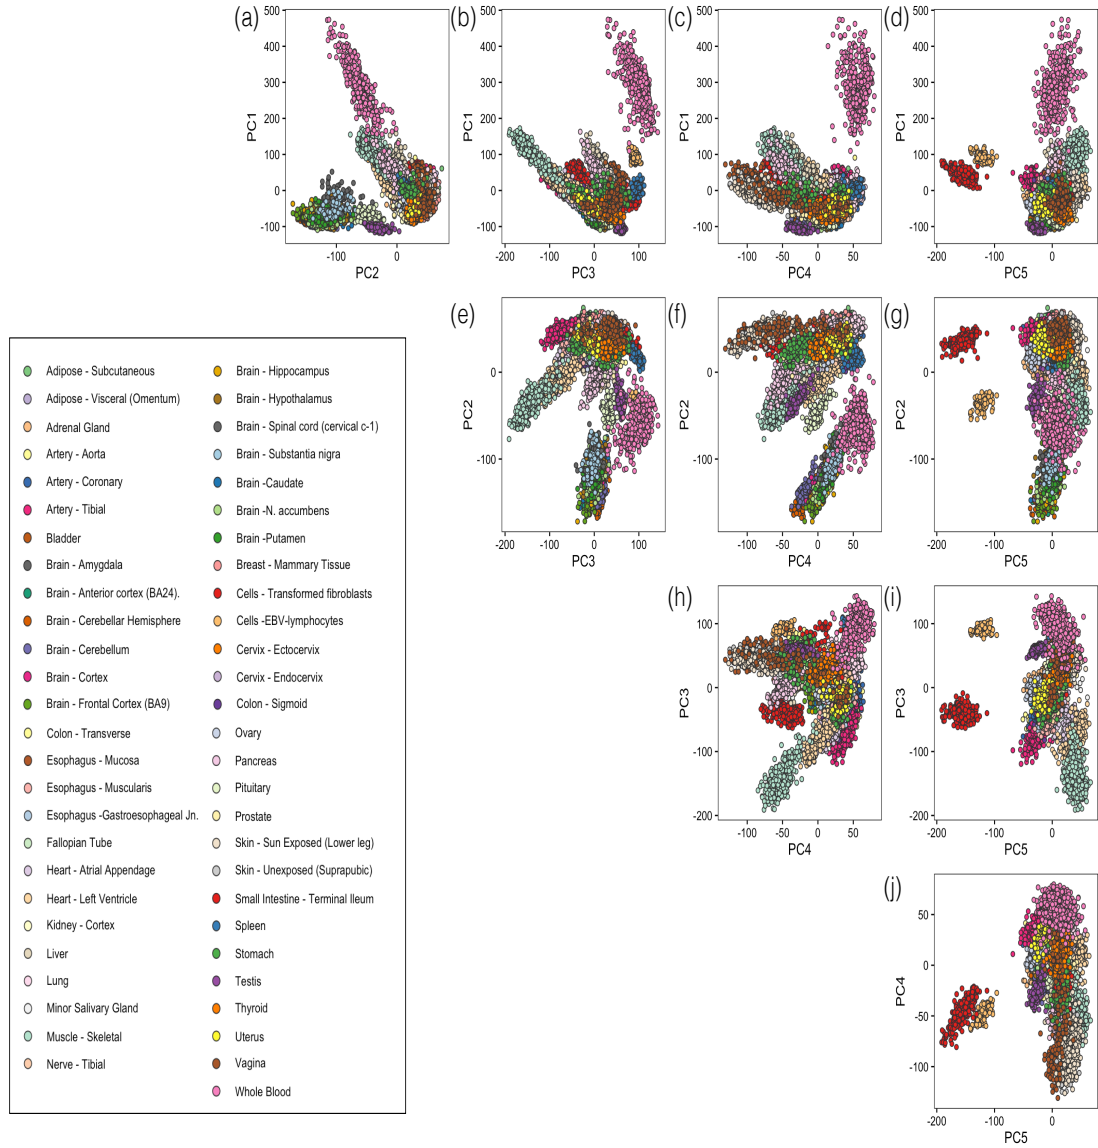 (a)
(b)
(c)
(d)
500
400
300
200
100
0
-100
PC1
-100
0
PC2
500
400
300
200
100
0
-100
PC1
-200
-100
0
100
PC3
500
400
300
200
100
0
-100
PC1
-100
-50
0
50
PC4
500
400
300
200
100
0
-100
PC1
-200
-100
0
PC5
(e)
(f)
(g)
0
-100
PC2
-200
-100
0
100
PC3
0
-100
PC2
-100
-50
0
50
PC4
0
-100
PC2
-200
-100
0
PC5
(h)
(i)
100
0
-100
-200
PC3
-100
-50
0
50
PC4
100
0
-100
-200
PC3
-200
-100
0
PC5
(j)
50
0
-50
-100
PC4
-200
-100
0
PC5
Adipose - Subcutaneous
Adipose - Visceral (Omentum)
Adrenal Gland
Artery - Aorta
Artery - Coronary
Artery - Tibial
Bladder
Brain - Amygdala
Brain - Anterior cortex (BA24).
Brain - Cerebellar Hemisphere
Brain - Cerebellum
Brain - Cortex
Brain - Frontal Cortex (BA9)
Colon - Transverse
Esophagus - Mucosa
Esophagus - Muscularis
Esophagus -Gastroesophageal Jn.
Fallopian Tube
Heart - Atrial Appendage
Heart - Left Ventricle
Kidney - Cortex
Liver
Lung
Minor Salivary Gland
Muscle - Skeletal
Nerve - Tibial
Brain - Hippocampus
Brain - Hypothalamus
Brain - Spinal cord (cervical c-1)
Brain - Substantia nigra
Brain -Caudate
Brain -N. accumbens
Brain -Putamen
Breast - Mammary Tissue
Cells - Transformed fibroblasts
Cells -EBV-lymphocytes
Cervix - Ectocervix
Cervix - Endocervix
Colon - Sigmoid
Ovary
Pancreas
Pituitary
Prostate
Skin - Sun Exposed (Lower leg)
Skin - Unexposed (Suprapubic)
Small Intestine - Terminal Ileum
Spleen
Stomach
Testis
Thyroid
Uterus
Vagina
Whole Blood